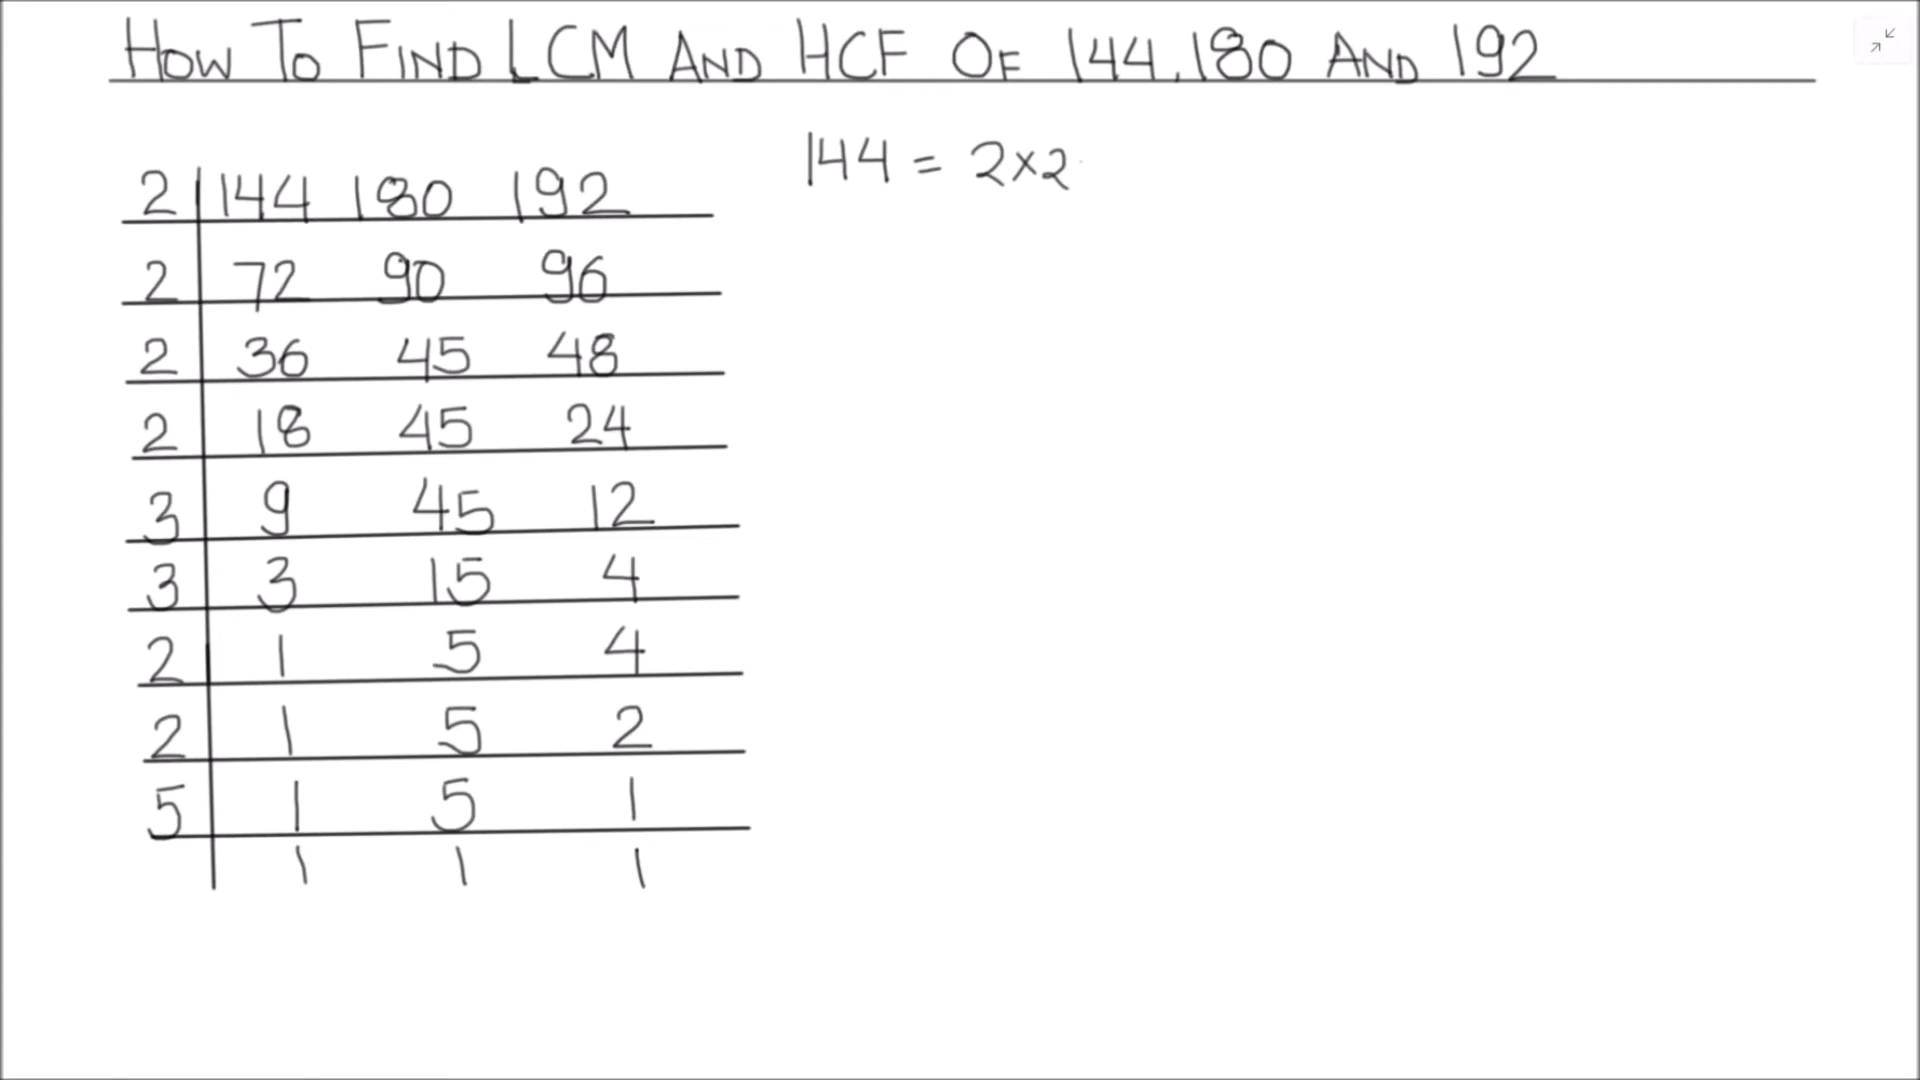 HOW TO FIND LCM AND HCF OF 144,180 AND 192
144 = 2×2
2 144 180 192
2 72 90 96
2 36 45 48
2 18 45 24
3 9 45 12
3 3 15 4
2 1 5 4
2 1 5 2
5 1 5 1
1 1 1